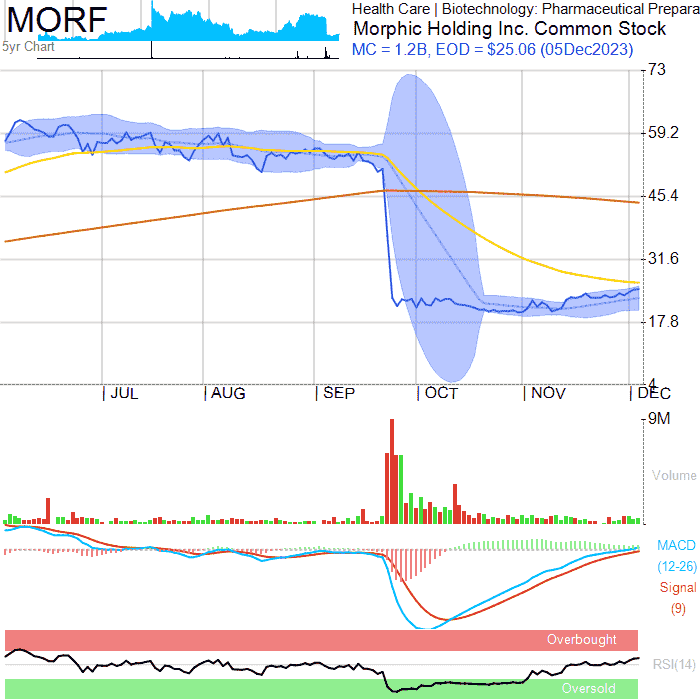 MORF
Health Care | Biotechnology: Pharmaceutical Prepara
Morphic Holding Inc. Common Stock
5yr Chart
MC = 1.2B, EOD = $25.06 (05Dec2023)
73
59.2
45.4
31.6
17.8
4
JUL AUG SEP OCT NOV DEC
9M
Volume
MACD
(12-26)
Signal
(9)
Overbought
RSI(14)
Oversold